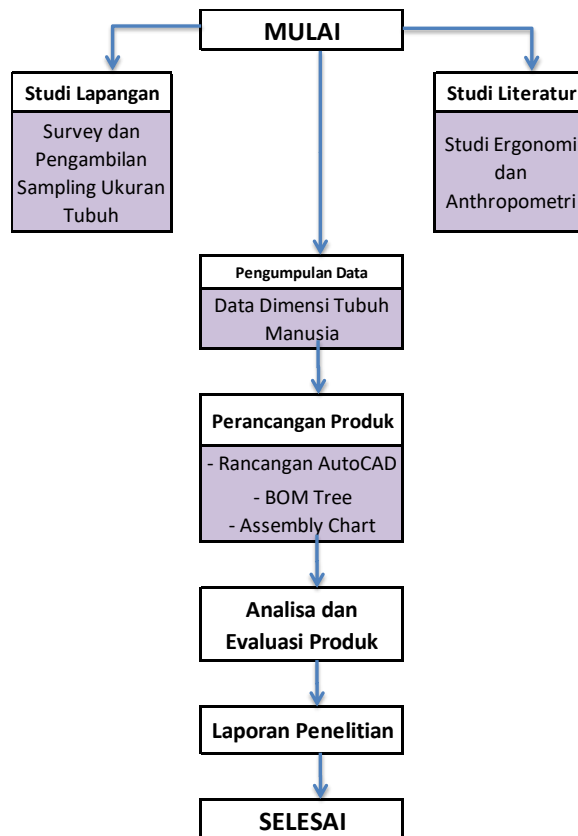 MULAI
Studi Lapangan
Survey dan
Pengambilan
Sampling Ukuran
Tubuh
Studi Literatur
Studi Ergonomi
dan
Anthropometri
Pengumpulan Data
Data Dimensi Tubuh
Manusia
Perancangan Produk
- Rancangan AutoCAD
- BOM Tree
- Assembly Chart
Analisa dan
Evaluasi Produk
Laporan Penelitian
SELESAI